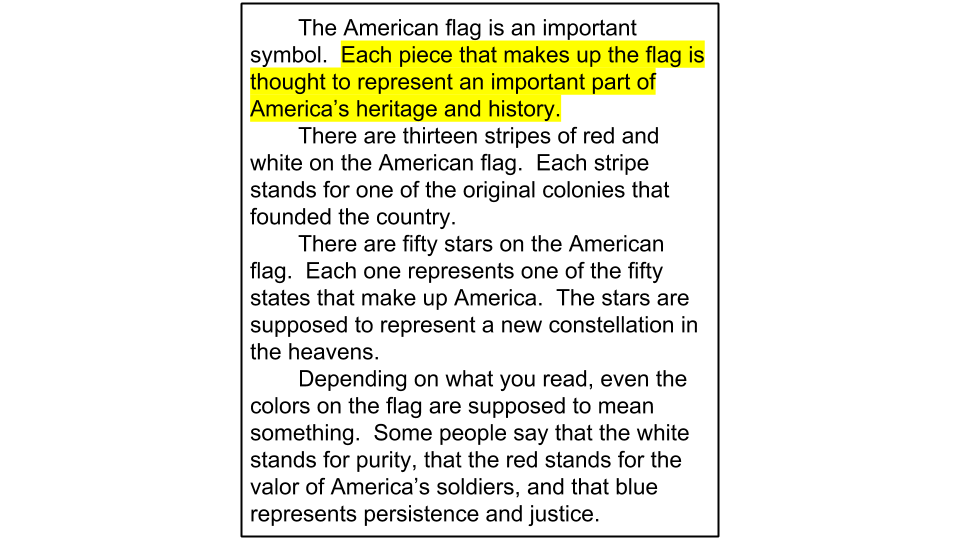 The American flag is an important
symbol.  Each piece that makes up the flag is
thought to represent an important part of
America’s heritage and history.
There are thirteen stripes of red and
white on the American flag.  Each stripe
stands for one of the original colonies that
founded the country.
There are fifty stars on the American
flag.  Each one represents one of the fifty
states that make up America.  The stars are
supposed to represent a new constellation in
the heavens.
Depending on what you read, even the
colors on the flag are supposed to mean
something.  Some people say that the white
stands for purity, that the red stands for the
valor of America’s soldiers, and that blue
represents persistence and justice.